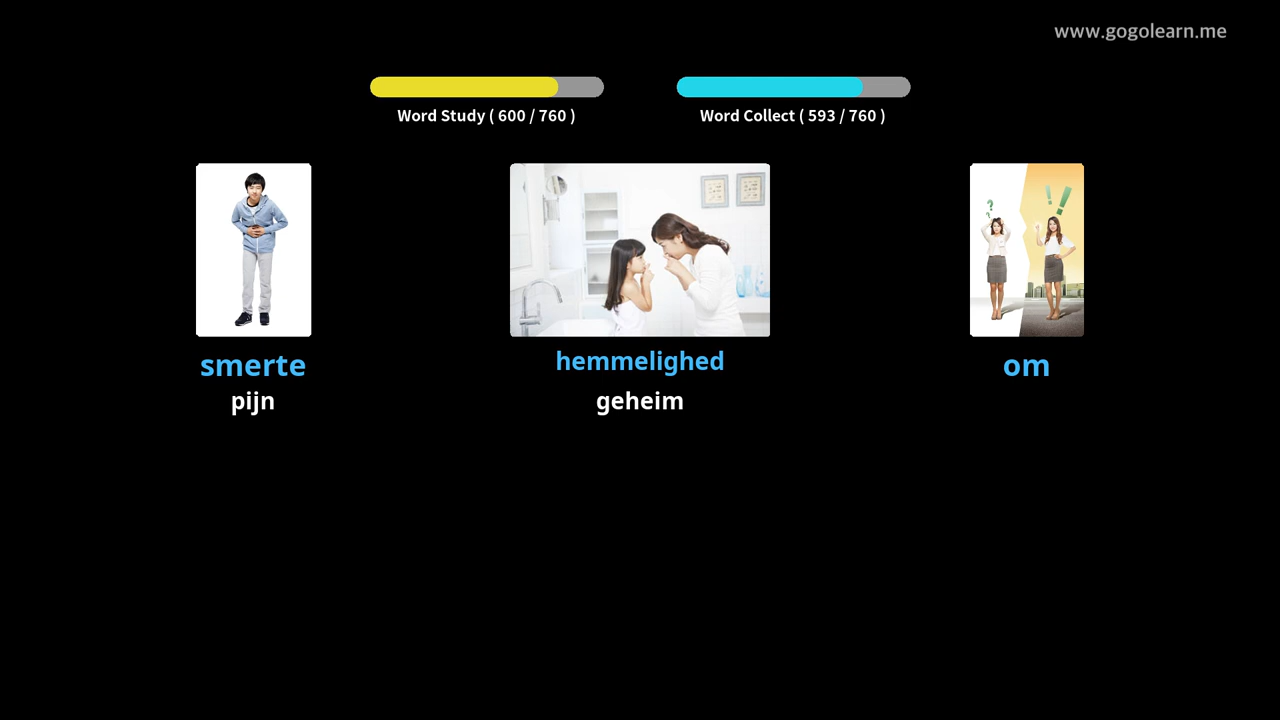 www.gogolearn.me
Word Study ( 600 / 760 )
Word Collect ( 593 / 760 )
smerte
pijn
hemmelighed
geheim
om